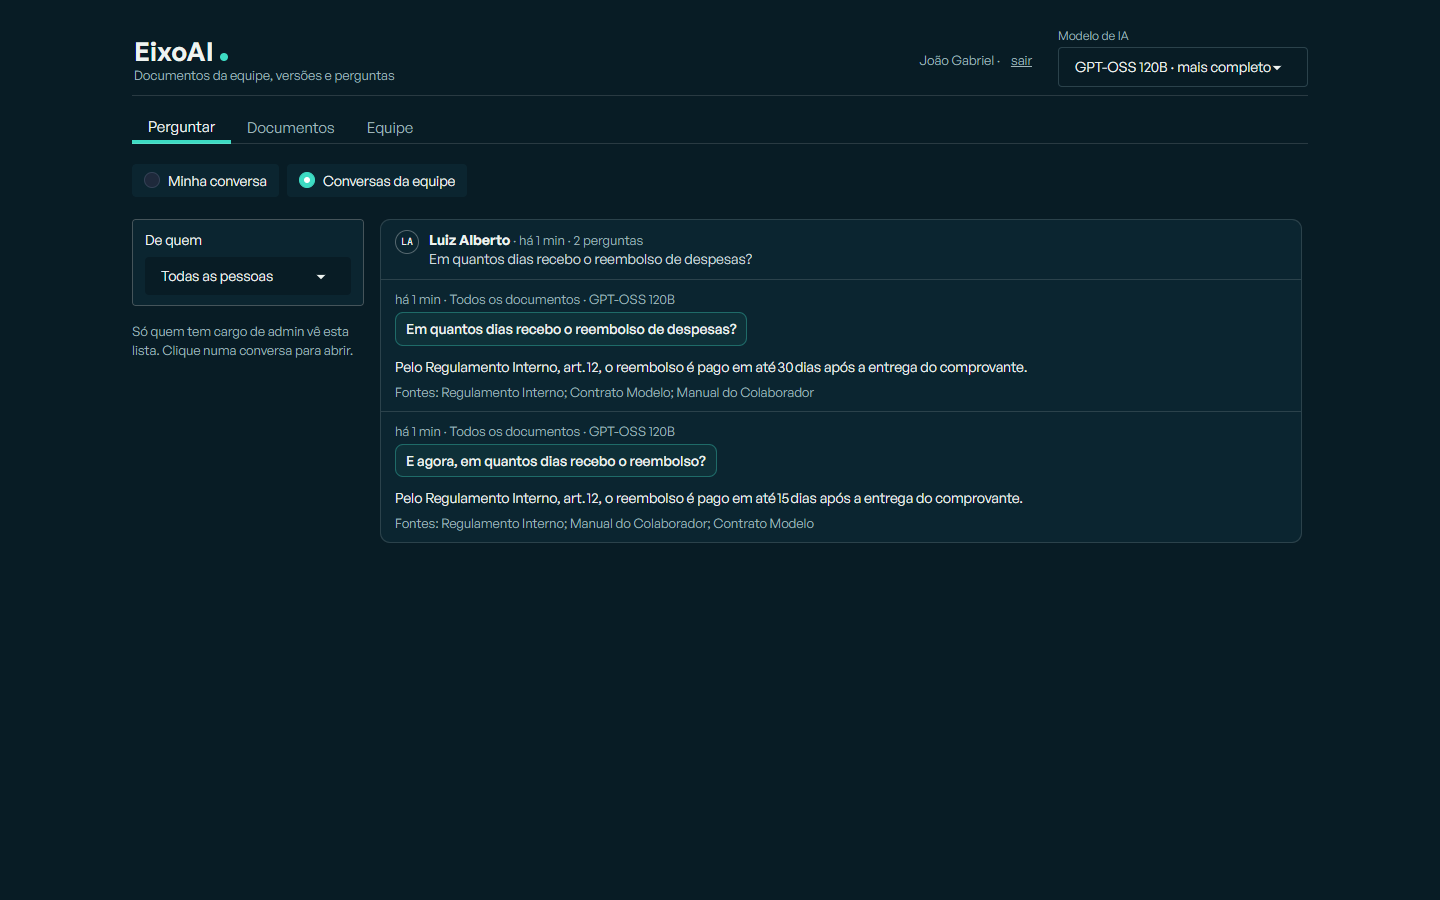 EixoAI
Documentos da equipe, versões e perguntas
João Gabriel · sair
Modelo de IA
GPT-OSS 120B · mais completo
Perguntar
Documentos
Equipe
Minha conversa
Conversas da equipe
De quem
Todas as pessoas
Só quem tem cargo de admin vê esta
lista. Clique numa conversa para abrir.
LA
Luiz Alberto · há 1 min · 2 perguntas
Em quantos dias recebo o reembolso de despesas?
há 1 min · Todos os documentos · GPT-OSS 120B
Em quantos dias recebo o reembolso de despesas?
Pelo Regulamento Interno, art. 12, o reembolso é pago em até 30 dias após a entrega do comprovante.
Fontes: Regulamento Interno; Contrato Modelo; Manual do Colaborador
há 1 min · Todos os documentos · GPT-OSS 120B
E agora, em quantos dias recebo o reembolso?
Pelo Regulamento Interno, art. 12, o reembolso é pago em até 15 dias após a entrega do comprovante.
Fontes: Regulamento Interno; Manual do Colaborador; Contrato Modelo